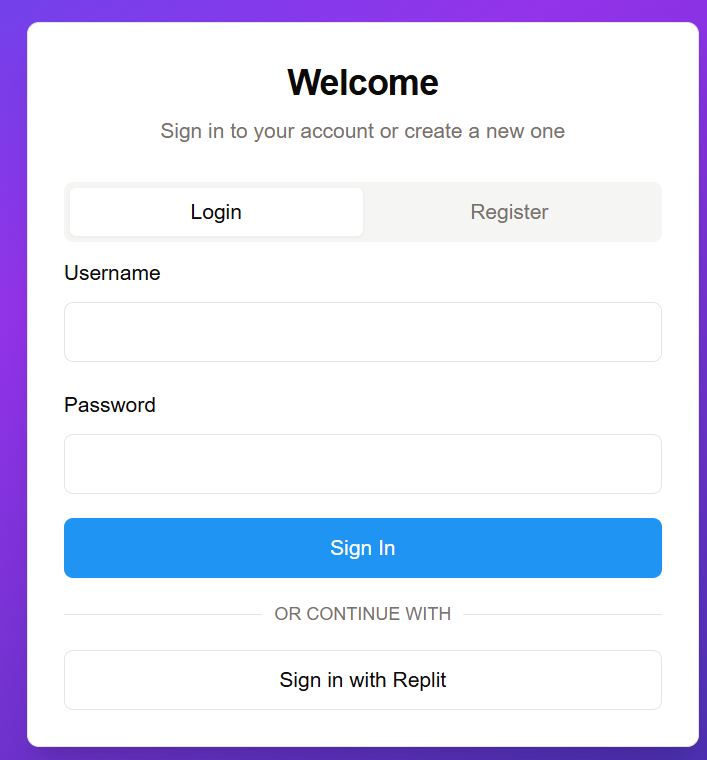 Welcome
Sign in to your account or create a new one
Login
Register
Username
Password
Sign In
OR CONTINUE WITH
Sign in with Replit